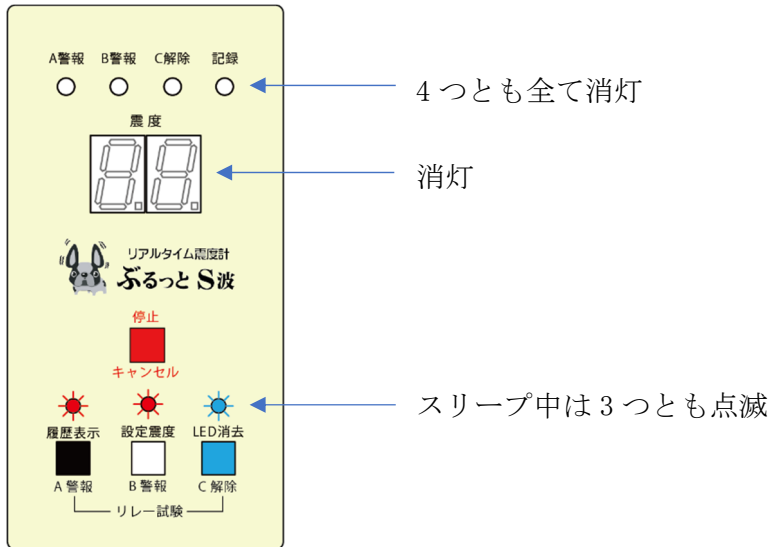 A警報 B警報 C解除 記録
4つとも全て消灯
震度
消灯
リアルタイム震度計
ぶるっとS波
停止
キャンセル
スリープ中は3つとも点滅
履歴表示 設定震度 LED消去
A警報 B警報 C解除
リレー試験